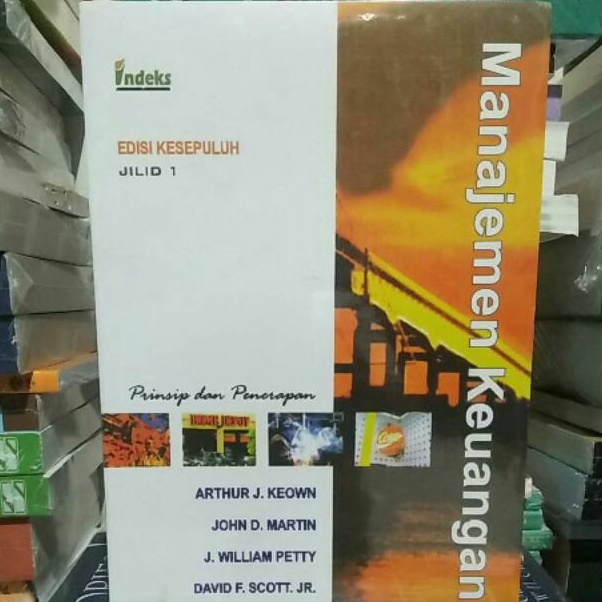 indeks
EDISI KESEPULUH
JILID 1
Manajemen Keuangan
Prinsip dan Penerapan
ARTHUR J. KEOWN
JOHN D. MARTIN
J. WILLIAM PETTY
DAVID F. SCOTT. JR.